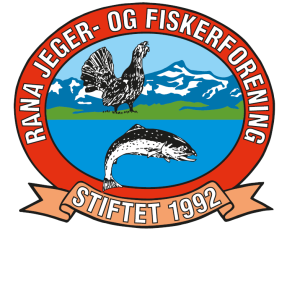 RANA JEGER- OG FISKERFORENING
STIFTET 1992